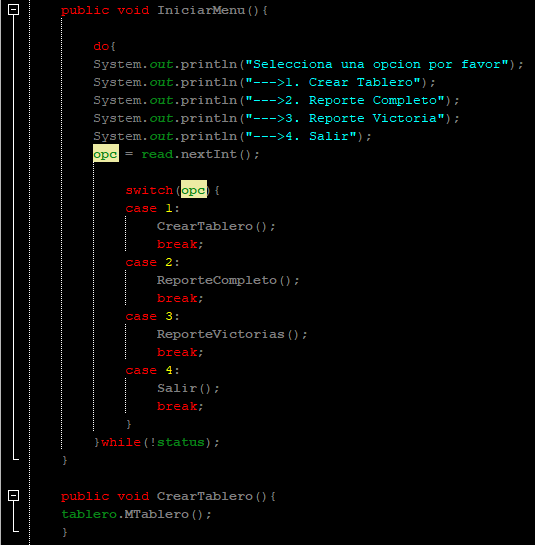 public void IniciarMenu(){
do{
System.out.println("Selecciona una opcion por favor");
System.out.println("--->1. Crear Tablero");
System.out.println("--->2. Reporte Completo");
System.out.println("--->3. Reporte Victoria");
System.out.println("--->4. Salir");
opc = read.nextInt();
switch(opc){
case 1:
CrearTablero();
break;
case 2:
ReporteCompleto();
break;
case 3:
ReporteVictorias();
break;
case 4:
Salir();
break;
}
}while(!status);
}
public void CrearTablero(){
tablero.MTablero();
}